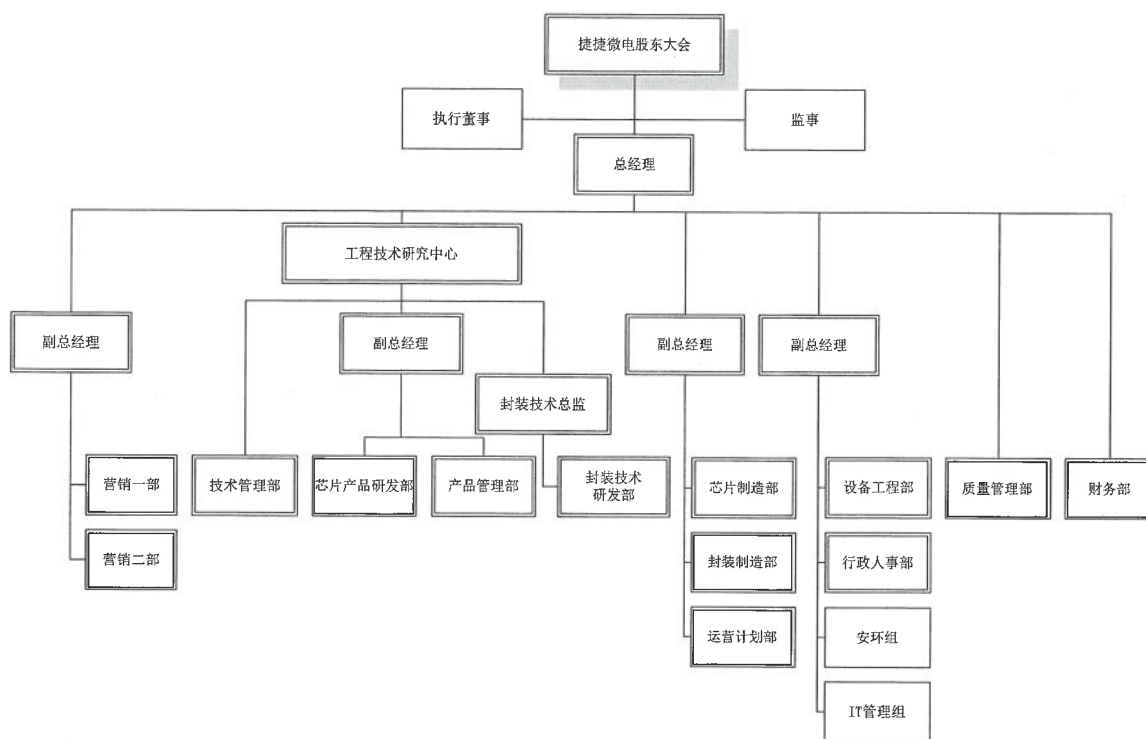 捷捷微电股东大会
执行董事
监事
总经理
工程技术研究中心
副总经理
副总经理
副总经理
副总经理
封装技术总监
营销一部
技术管理部
芯片产品研发部
产品管理部
封装技术
研发部
芯片制造部
设备工程部
质量管理部
财务部
营销二部
封装制造部
行政人事部
运营计划部
安环组
IT管理组